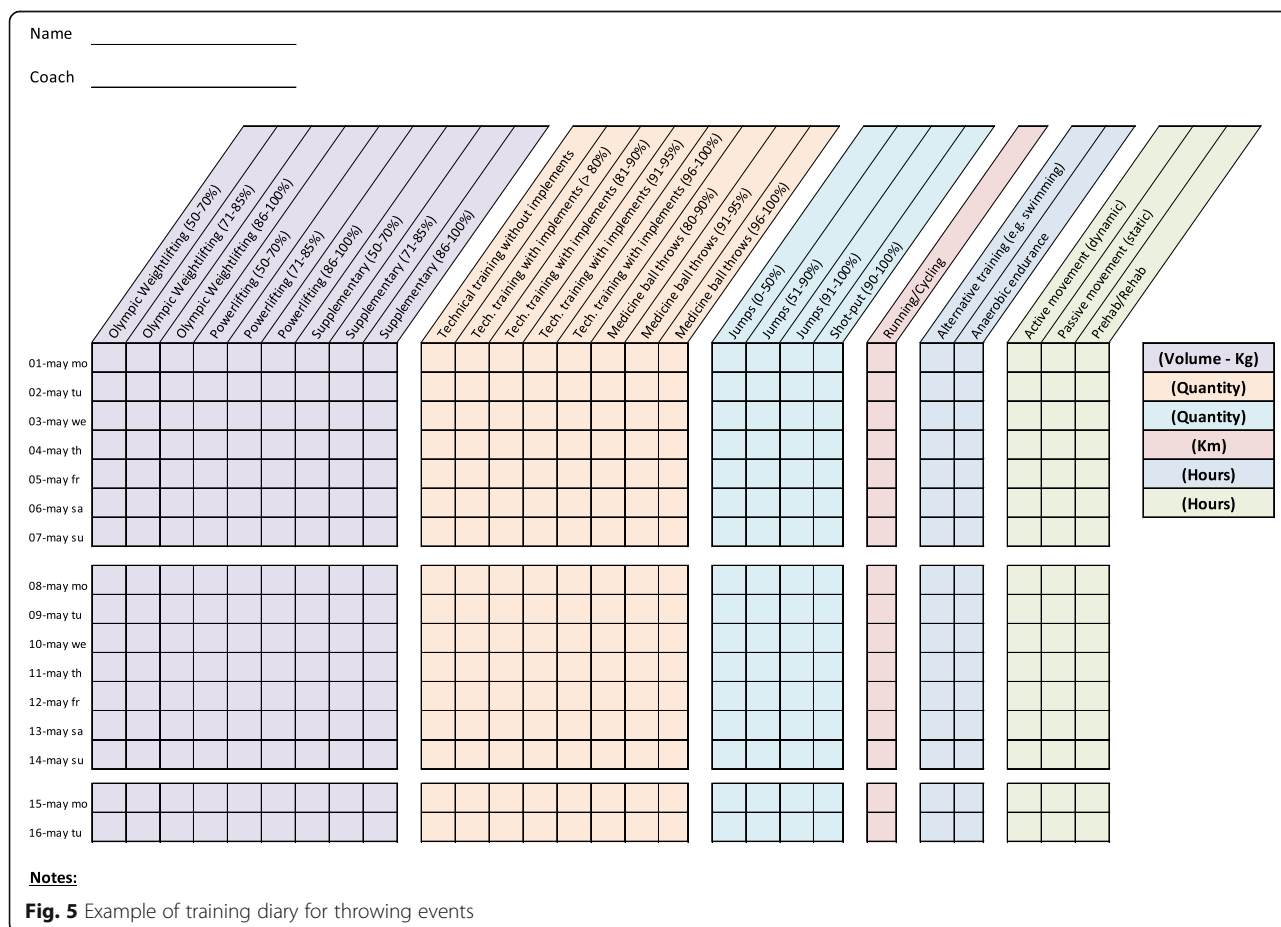 Name
Coach
Olympic Weightlifting (50-70%)
Olympic Weightlifting (71-85%)
Olympic Weightlifting (86-100%)
Powerlifting (50-70%)
Powerlifting (71-85%)
Powerlifting (86-100%)
Supplementary (50-70%)
Supplementary (71-85%)
Supplementary (86-100%)
Technical training without implements
Tech. training with implements (> 80%)
Tech. training with implements (81-90%)
Tech. training with implements (91-95%)
Tech. training with implements (96-100%)
Medicine ball throws (80-90%)
Medicine ball throws (91-95%)
Medicine ball throws (96-100%)
Jumps (0-50%)
Jumps (51-90%)
Jumps (91-100%)
Shot-put (90-100%)
Running/Cycling
Alternative training (e.g. swimming)
Anaerobic endurance
Active movement (dynamic)
Passive movement (static)
Prehab/Rehab
01-may mo
02-may tu
03-may we
04-may th
05-may fr
06-may sa
07-may su
(Volume - Kg)
(Quantity)
(Quantity)
(Km)
(Hours)
(Hours)
08-may mo
09-may tu
10-may we
11-may th
12-may fr
13-may sa
14-may su
15-may mo
16-may tu
Notes:
Fig. 5 Example of training diary for throwing events